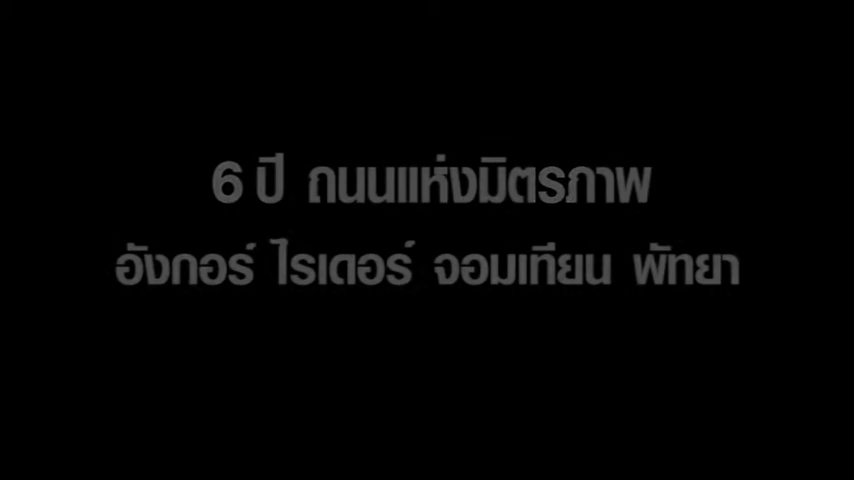 6 ปี ถนนแห่งมิตรภาพ
อังกอร์ ไรเดอร์ จอมเทียน พัทยา